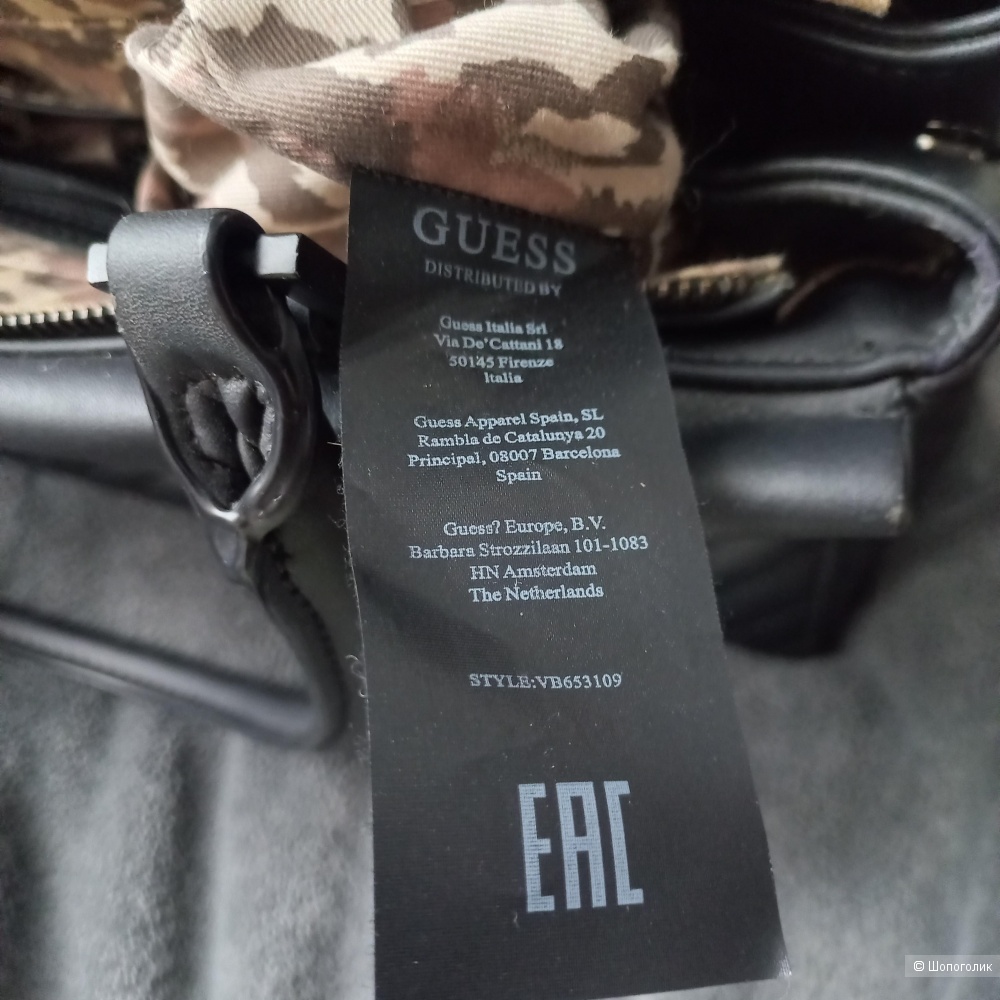 GUESS
DISTRIBUTED BY
Guess Italia Srl
Via De'Cattani 18
50145 Firenze
Italia
Guess Apparel Spain, SL
Rambla de Catalunya 20
Principal, 08007 Barcelona
Spain
Guess? Europe, B.V.
Barbara Strozzilaan 101-1083
HN Amsterdam
The Netherlands
STYLE:VB653109
EAC
© Шопоголик